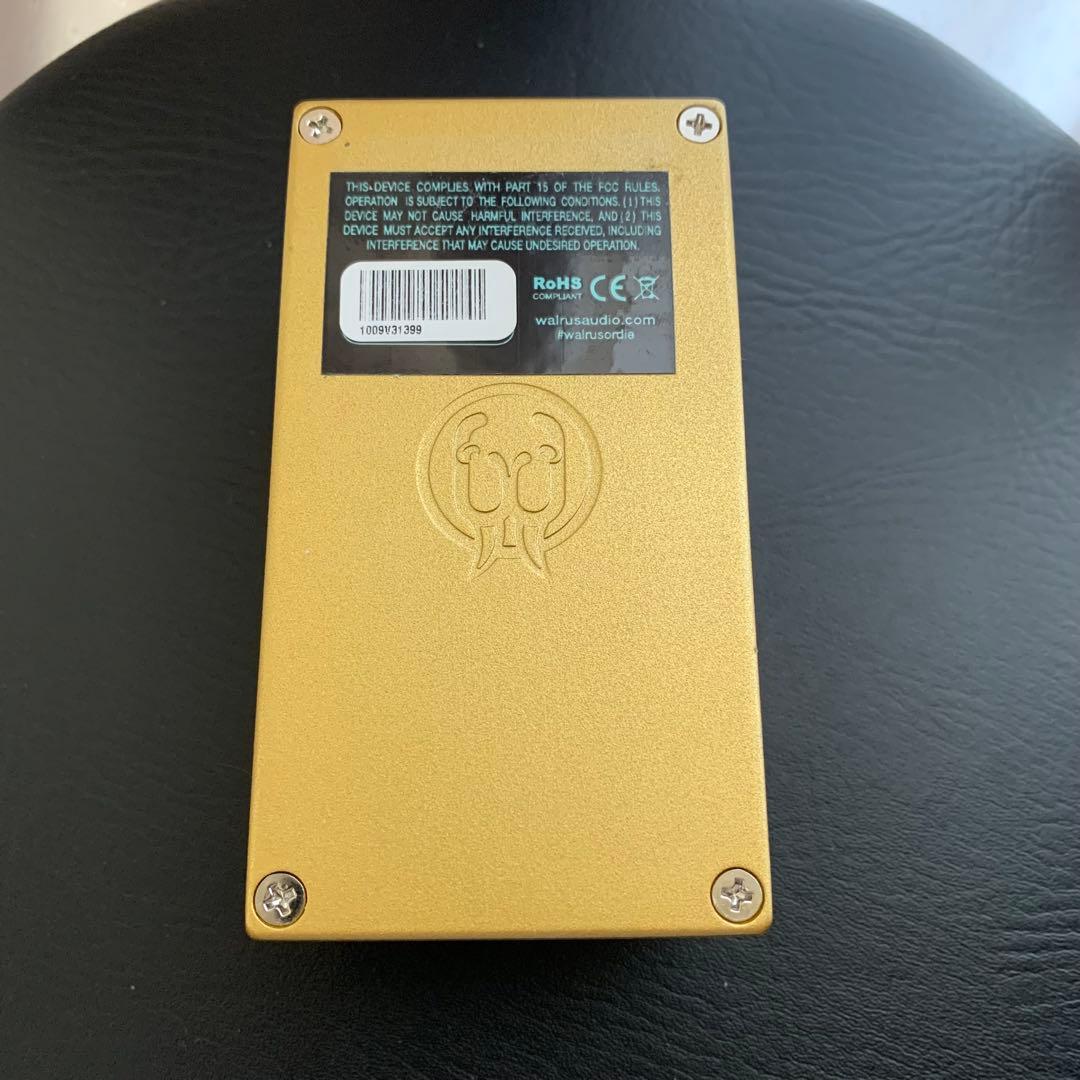 THIS DEVICE COMPLIES WITH PART 15 OF THE FCC RULES.
OPERATION IS SUBJECT TO THE FOLLOWING CONDITIONS. (1) THIS
DEVICE MAY NOT CAUSE HARMFUL INTERFERENCE, AND (2) THIS
DEVICE MUST ACCEPT ANY INTERFERENCE RECEIVED, INCLUDING
INTERFERENCE THAT MAY CAUSE UNDESIRED OPERATION.
1009V31399
RoHS
COMPLIANT
CE
walrusaudio.com
#walrusordie